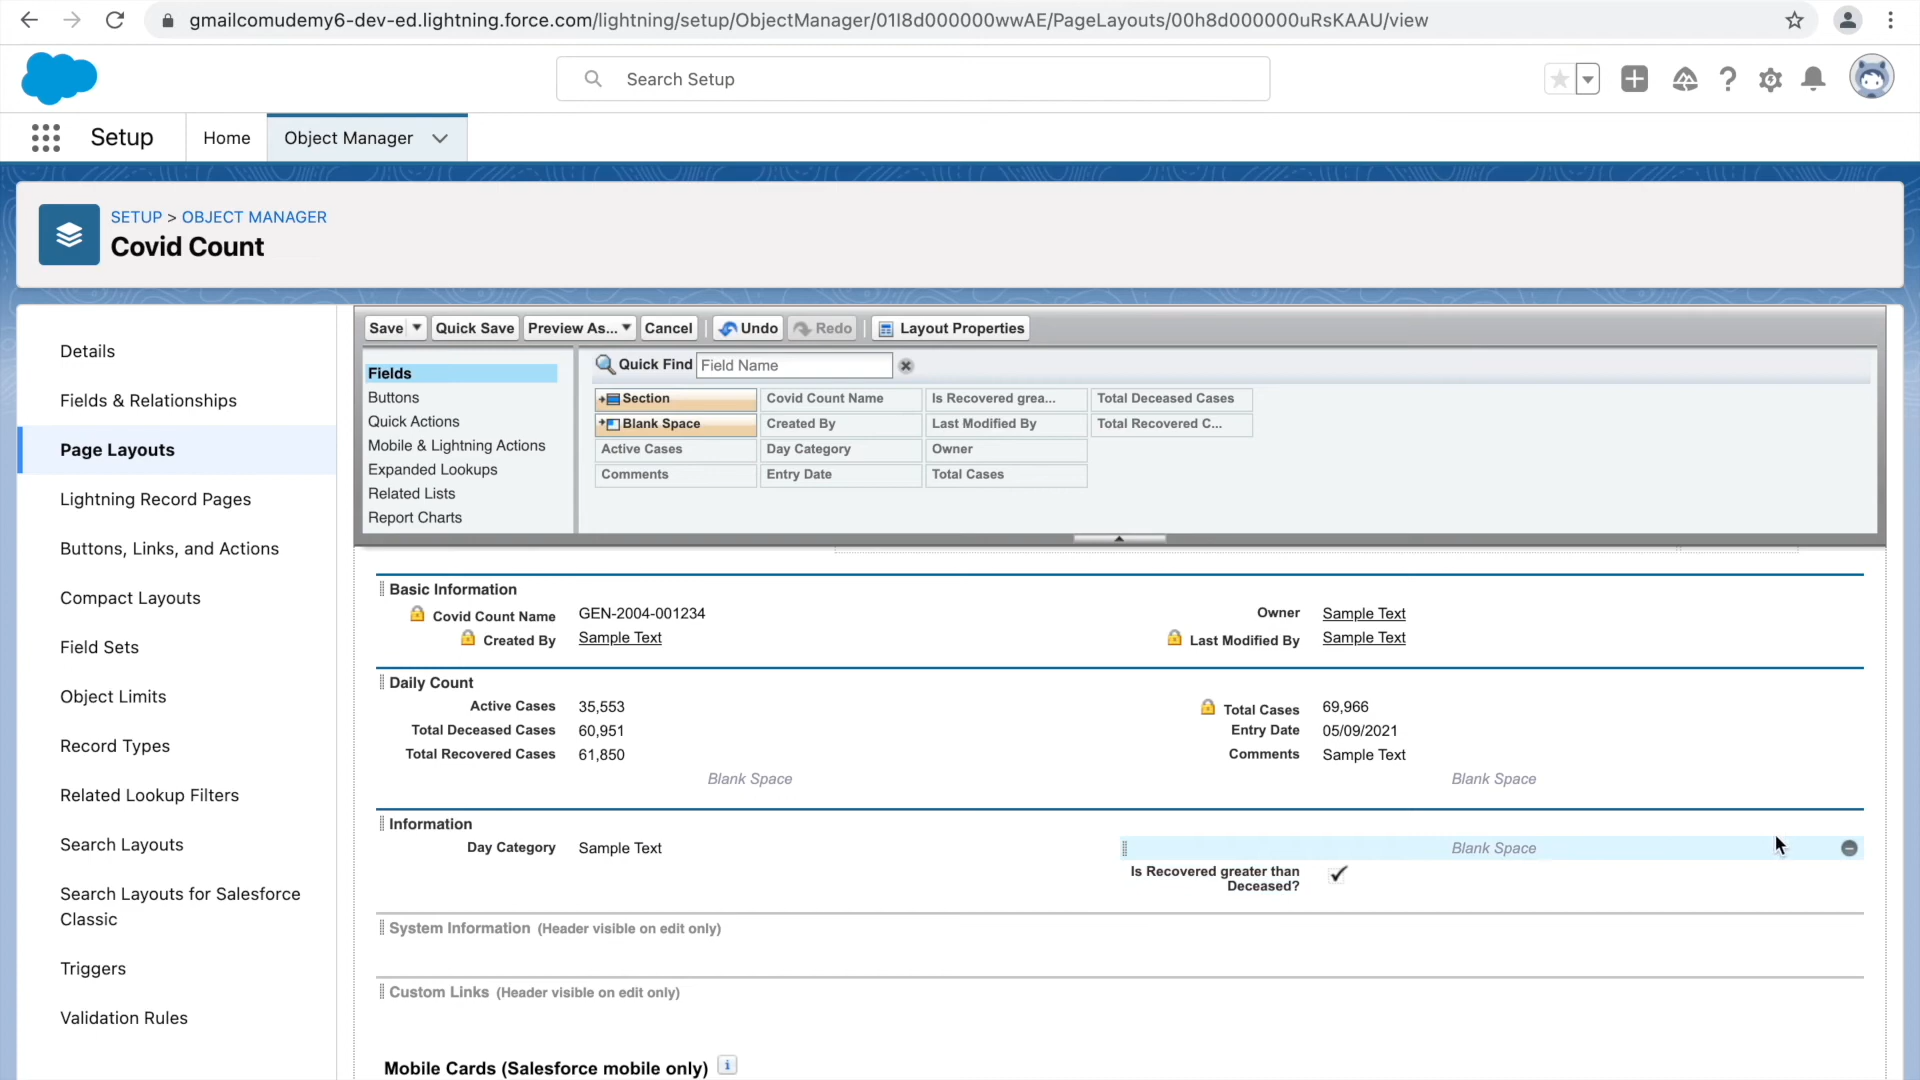 gmailcomudemy6-dev-ed.lightning.force.com/lightning/setup/ObjectManager/01I8d000000wwAE/PageLayouts/00h8d000000uRsKAAU/view
Search Setup
Setup
Home
Object Manager
SETUP > OBJECT MANAGER
Covid Count
Details
Fields & Relationships
Page Layouts
Lightning Record Pages
Buttons, Links, and Actions
Compact Layouts
Field Sets
Object Limits
Record Types
Related Lookup Filters
Search Layouts
Search Layouts for Salesforce
Classic
Triggers
Validation Rules
Save Quick Save Preview As... Cancel Undo Redo Layout Properties
Fields
Buttons
Quick Actions
Mobile & Lightning Actions
Expanded Lookups
Related Lists
Report Charts
Quick Find Field Name
Section Covid Count Name Is Recovered grea... Total Deceased Cases
Blank Space Created By Last Modified By Total Recovered C...
Active Cases Day Category Owner
Comments Entry Date Total Cases
Basic Information
Covid Count Name GEN-2004-001234 Owner Sample Text
Created By Sample Text Last Modified By Sample Text
Daily Count
Active Cases 35,553 Total Cases 69,966
Total Deceased Cases 60,951 Entry Date 05/09/2021
Total Recovered Cases 61,850 Comments Sample Text
Blank Space Blank Space
Information
Day Category Sample Text Blank Space
Is Recovered greater than
Deceased?
System Information (Header visible on edit only)
Custom Links (Header visible on edit only)
Mobile Cards (Salesforce mobile only) i